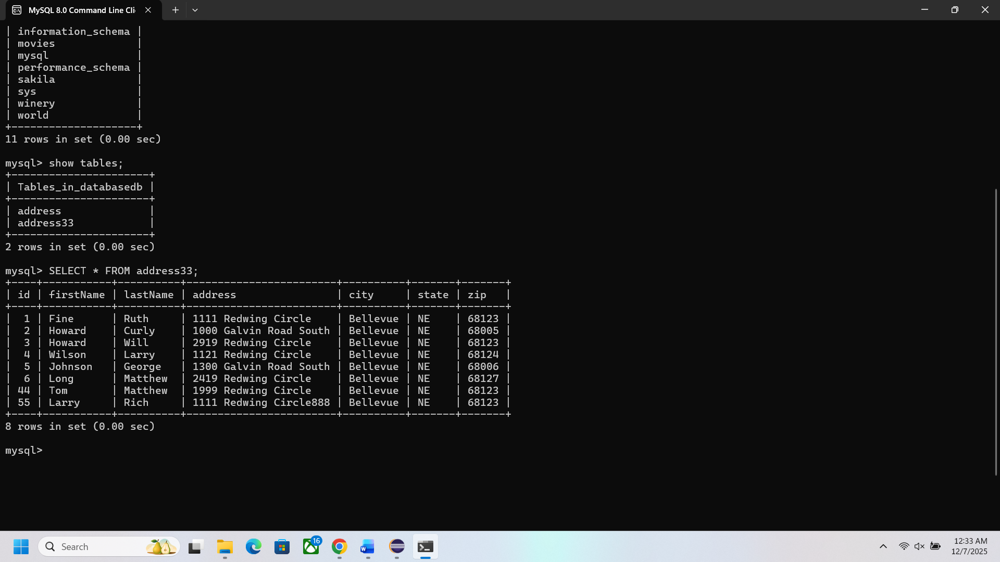 MySQL 8.0 Command Line Cli
| information_schema |
| movies             |
| mysql              |
| performance_schema |
| sakila             |
| sys                |
| winery             |
| world              |
+--------------------+
11 rows in set (0.00 sec)
mysql> show tables;
+----------------------+
| Tables_in_databasedb |
+----------------------+
| address              |
| address33            |
+----------------------+
2 rows in set (0.00 sec)
mysql> SELECT * FROM address33;
+----+-----------+----------+------------------------+----------+-------+-------+
| id | firstName | lastName | address                | city     | state | zip   |
+----+-----------+----------+------------------------+----------+-------+-------+
|  1 | Fine      | Ruth     | 1111 Redwing Circle    | Bellevue | NE    | 68123 |
|  2 | Howard    | Curly    | 1000 Galvin Road South | Bellevue | NE    | 68005 |
|  3 | Howard    | Will     | 2919 Redwing Circle    | Bellevue | NE    | 68123 |
|  4 | Wilson    | Larry    | 1121 Redwing Circle    | Bellevue | NE    | 68124 |
|  5 | Johnson   | George   | 1300 Galvin Road South | Bellevue | NE    | 68006 |
|  6 | Long      | Matthew  | 2419 Redwing Circle    | Bellevue | NE    | 68127 |
| 44 | Tom       | Matthew  | 1999 Redwing Circle    | Bellevue | NE    | 68123 |
| 55 | Larry     | Rich     | 1111 Redwing Circle888 | Bellevue | NE    | 68123 |
+----+-----------+----------+------------------------+----------+-------+-------+
8 rows in set (0.00 sec)
mysql>
Search
16
12:33 AM
12/7/2025